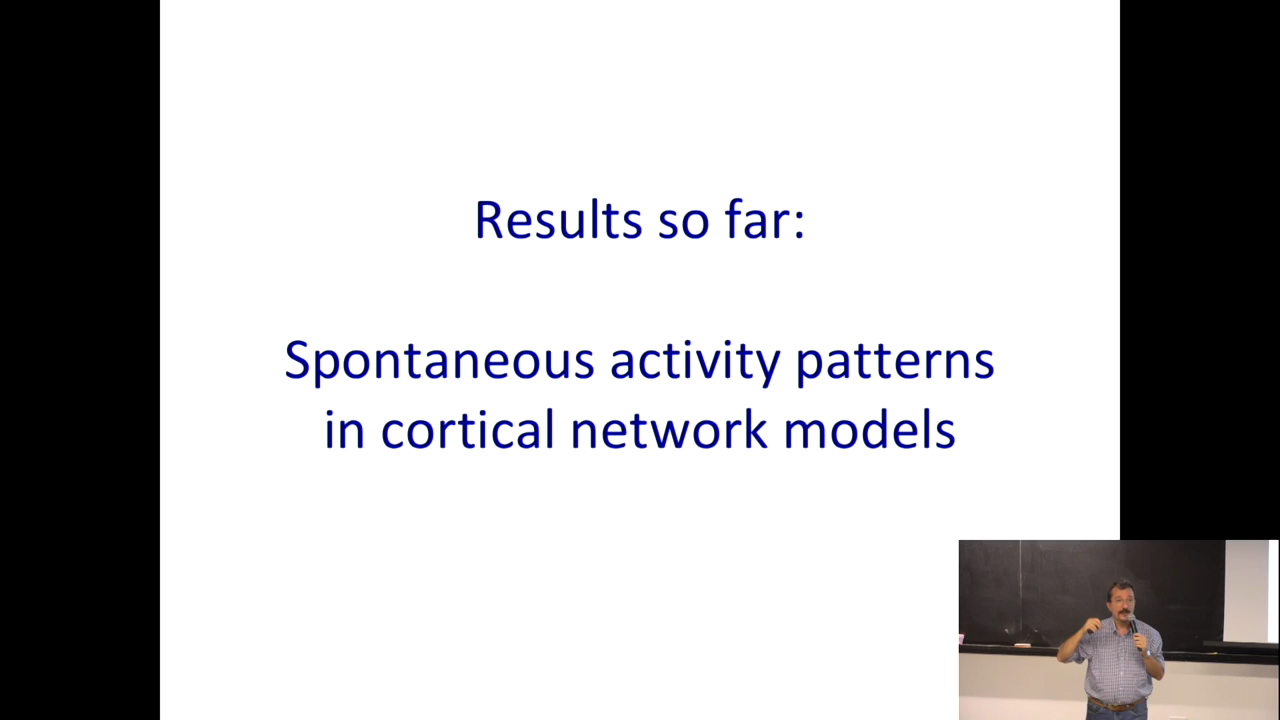 Results so far:
Spontaneous activity patterns
in cortical network models